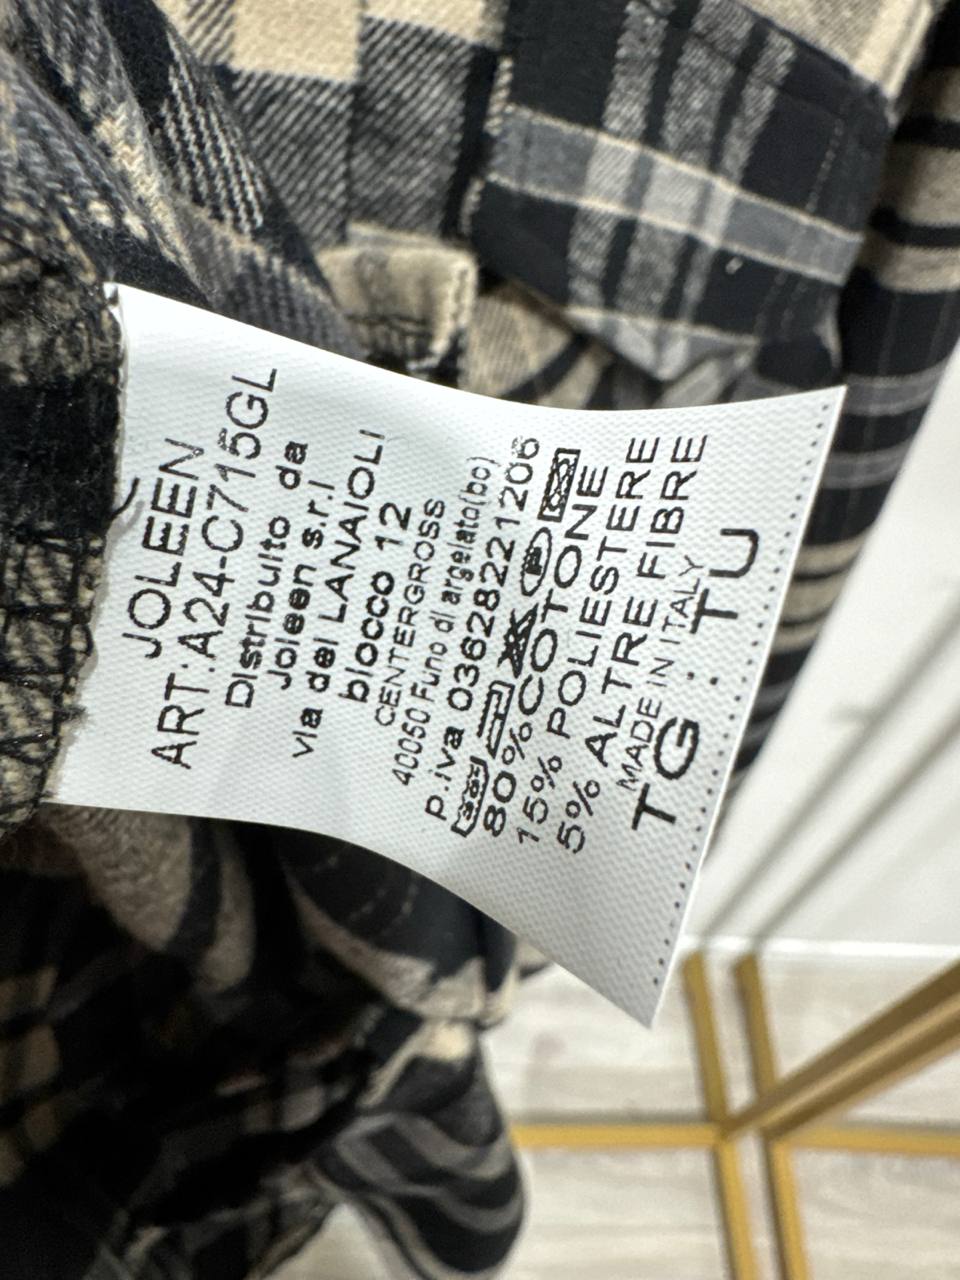 JOLEEN
ART.:A24-C715GL
Distribuito da
Joleen s.r.l
via dei LANAIOLI
blocco 12
CENTERGROSS
40050 Funo di argelato(bo)
p.iva 03628221206
80%COTONE
15% POLIESTERE
5% ALTRE FIBRE
MADE IN ITALY
TG.:TU